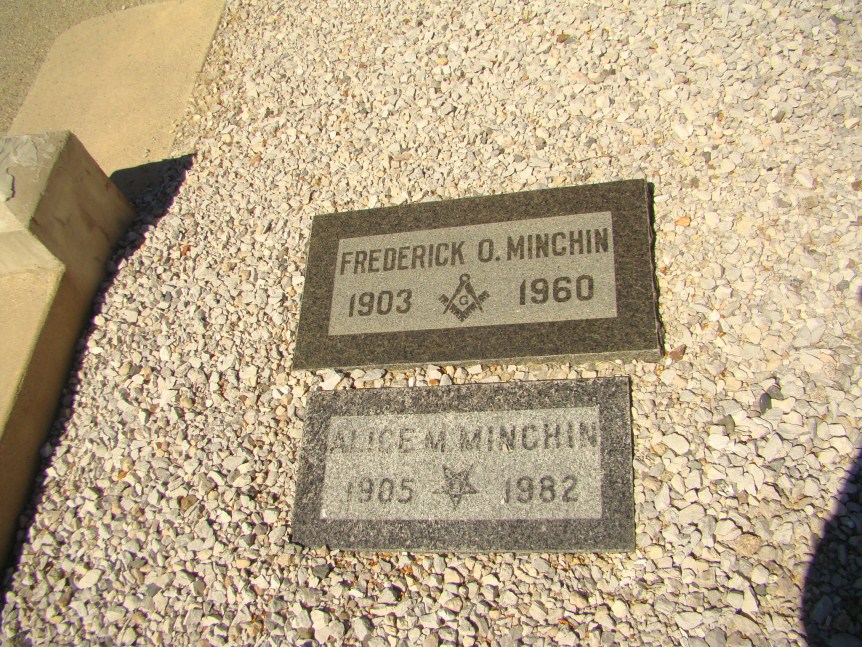 FREDERICK O. MINCHIN
1903 G 1960
ALICE M. MINCHIN
1905 1982